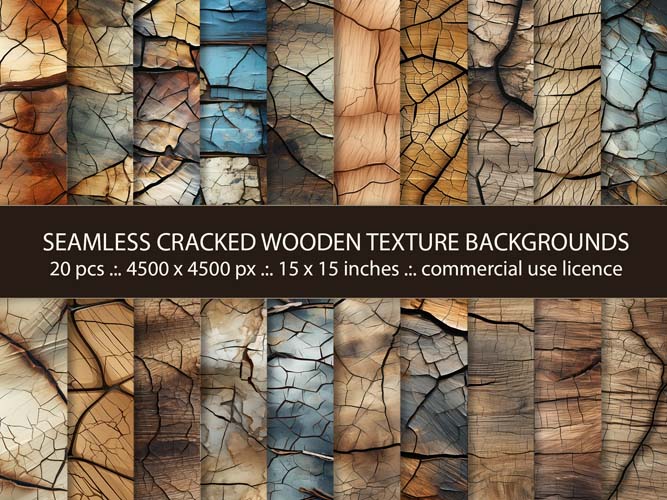 SEAMLESS CRACKED WOODEN TEXTURE BACKGROUNDS
20 pcs .:. 4500 x 4500 px .:. 15 x 15 inches .:. commercial use licence